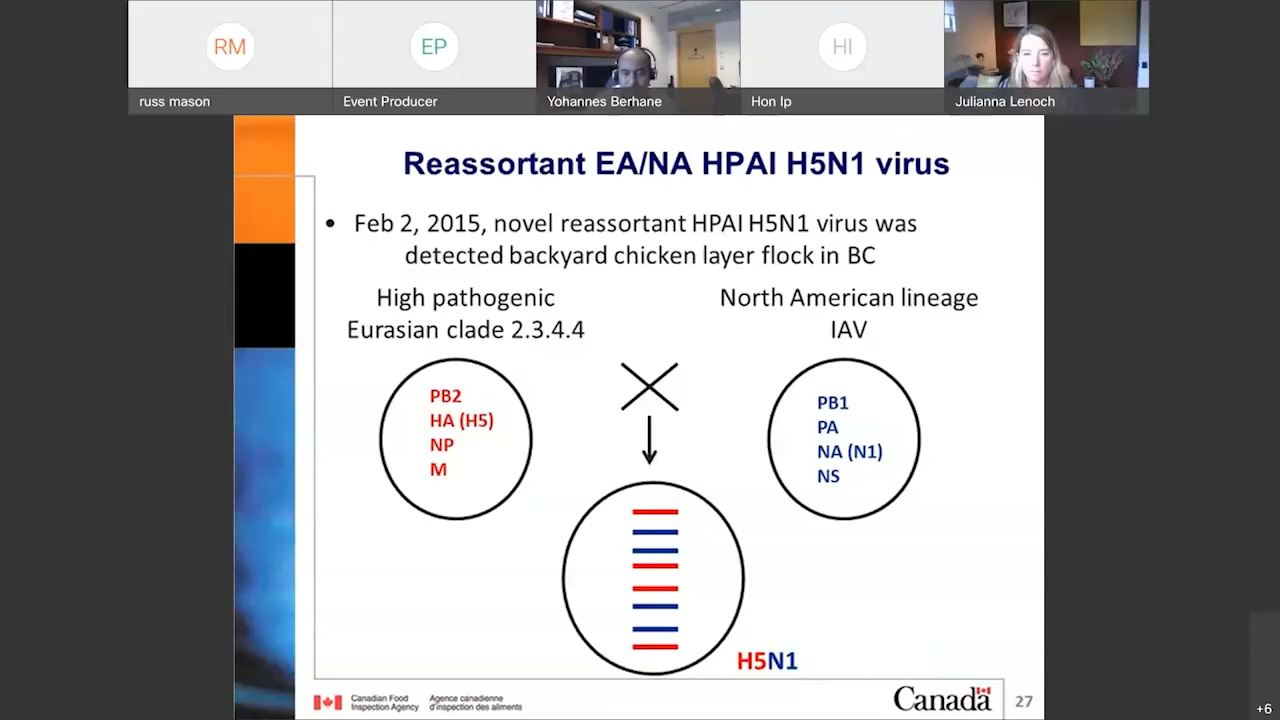 RM
EP
HI
russ mason
Event Producer
Yohannes Berhane
Hon Ip
Julianna Lenoch
Reassortant EA/NA HPAI H5N1 virus
• Feb 2, 2015, novel reassortant HPAI H5N1 virus was
detected backyard chicken layer flock in BC
High pathogenic
Eurasian clade 2.3.4.4
North American lineage
IAV
PB2
HA (H5)
NP
M
PB1
PA
NA (N1)
NS
H5N1
Canadian Food
Inspection Agency
Agence canadienne
d'inspection des aliments
Canada
27
+6